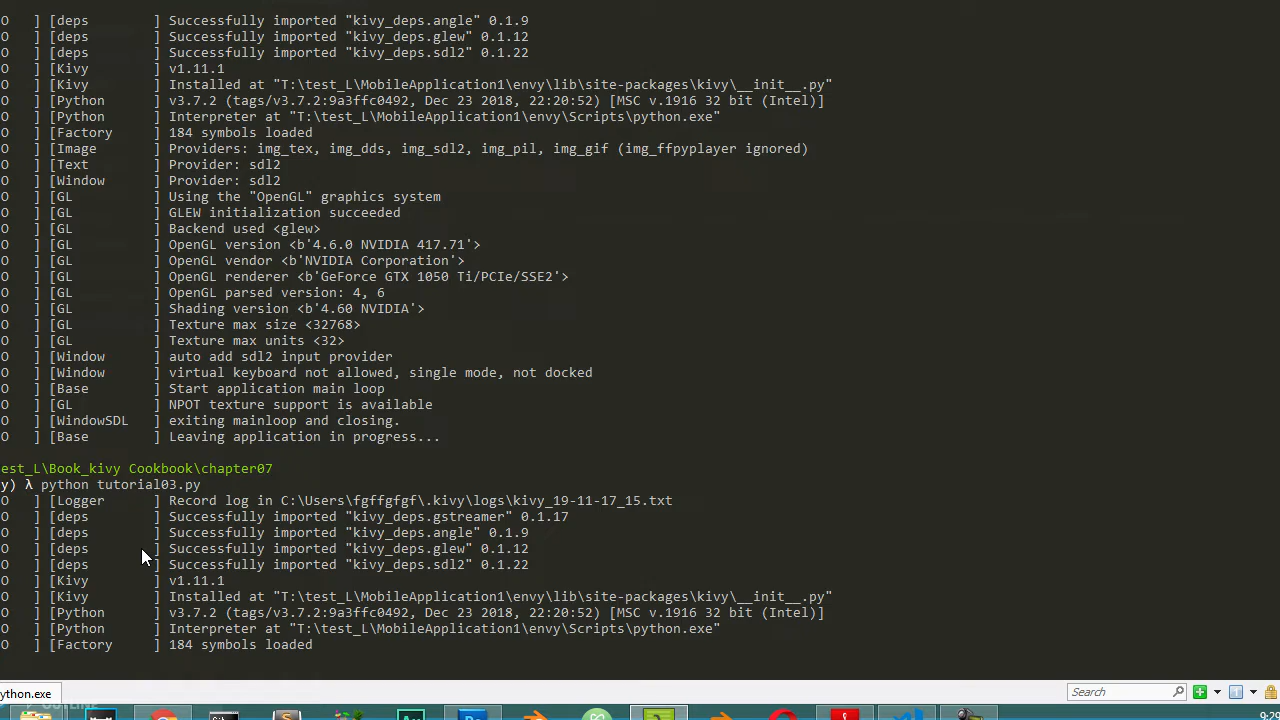 O   ] [deps        ] Successfully imported "kivy_deps.angle" 0.1.9
O   ] [deps        ] Successfully imported "kivy_deps.glew" 0.1.12
O   ] [deps        ] Successfully imported "kivy_deps.sdl2" 0.1.22
O   ] [Kivy        ] v1.11.1
O   ] [Kivy        ] Installed at "T:\test_L\MobileApplication1\envy\lib\site-packages\kivy\__init__.py"
O   ] [Python      ] v3.7.2 (tags/v3.7.2:9a3ffc0492, Dec 23 2018, 22:20:52) [MSC v.1916 32 bit (Intel)]
O   ] [Python      ] Interpreter at "T:\test_L\MobileApplication1\envy\Scripts\python.exe"
O   ] [Factory     ] 184 symbols loaded
O   ] [Image       ] Providers: img_tex, img_dds, img_sdl2, img_pil, img_gif (img_ffpyplayer ignored)
O   ] [Text        ] Provider: sdl2
O   ] [Window      ] Provider: sdl2
O   ] [GL          ] Using the "OpenGL" graphics system
O   ] [GL          ] GLEW initialization succeeded
O   ] [GL          ] Backend used <glew>
O   ] [GL          ] OpenGL version <b'4.6.0 NVIDIA 417.71'>
O   ] [GL          ] OpenGL vendor <b'NVIDIA Corporation'>
O   ] [GL          ] OpenGL renderer <b'GeForce GTX 1050 Ti/PCIe/SSE2'>
O   ] [GL          ] OpenGL parsed version: 4, 6
O   ] [GL          ] Shading version <b'4.60 NVIDIA'>
O   ] [GL          ] Texture max size <32768>
O   ] [GL          ] Texture max units <32>
O   ] [Window      ] auto add sdl2 input provider
O   ] [Window      ] virtual keyboard not allowed, single mode, not docked
O   ] [Base        ] Start application main loop
O   ] [GL          ] NPOT texture support is available
O   ] [WindowSDL   ] exiting mainloop and closing.
O   ] [Base        ] Leaving application in progress...
est_L\Book_kivy Cookbook\chapter07
y) λ python tutorial03.py
O   ] [Logger      ] Record log in C:\Users\fgffgfgf\.kivy\logs\kivy_19-11-17_15.txt
O   ] [deps        ] Successfully imported "kivy_deps.gstreamer" 0.1.17
O   ] [deps        ] Successfully imported "kivy_deps.angle" 0.1.9
O   ] [deps        ] Successfully imported "kivy_deps.glew" 0.1.12
O   ] [deps        ] Successfully imported "kivy_deps.sdl2" 0.1.22
O   ] [Kivy        ] v1.11.1
O   ] [Kivy        ] Installed at "T:\test_L\MobileApplication1\envy\lib\site-packages\kivy\__init__.py"
O   ] [Python      ] v3.7.2 (tags/v3.7.2:9a3ffc0492, Dec 23 2018, 22:20:52) [MSC v.1916 32 bit (Intel)]
O   ] [Python      ] Interpreter at "T:\test_L\MobileApplication1\envy\Scripts\python.exe"
O   ] [Factory     ] 184 symbols loaded
ython.exe
Search
OUTLINE